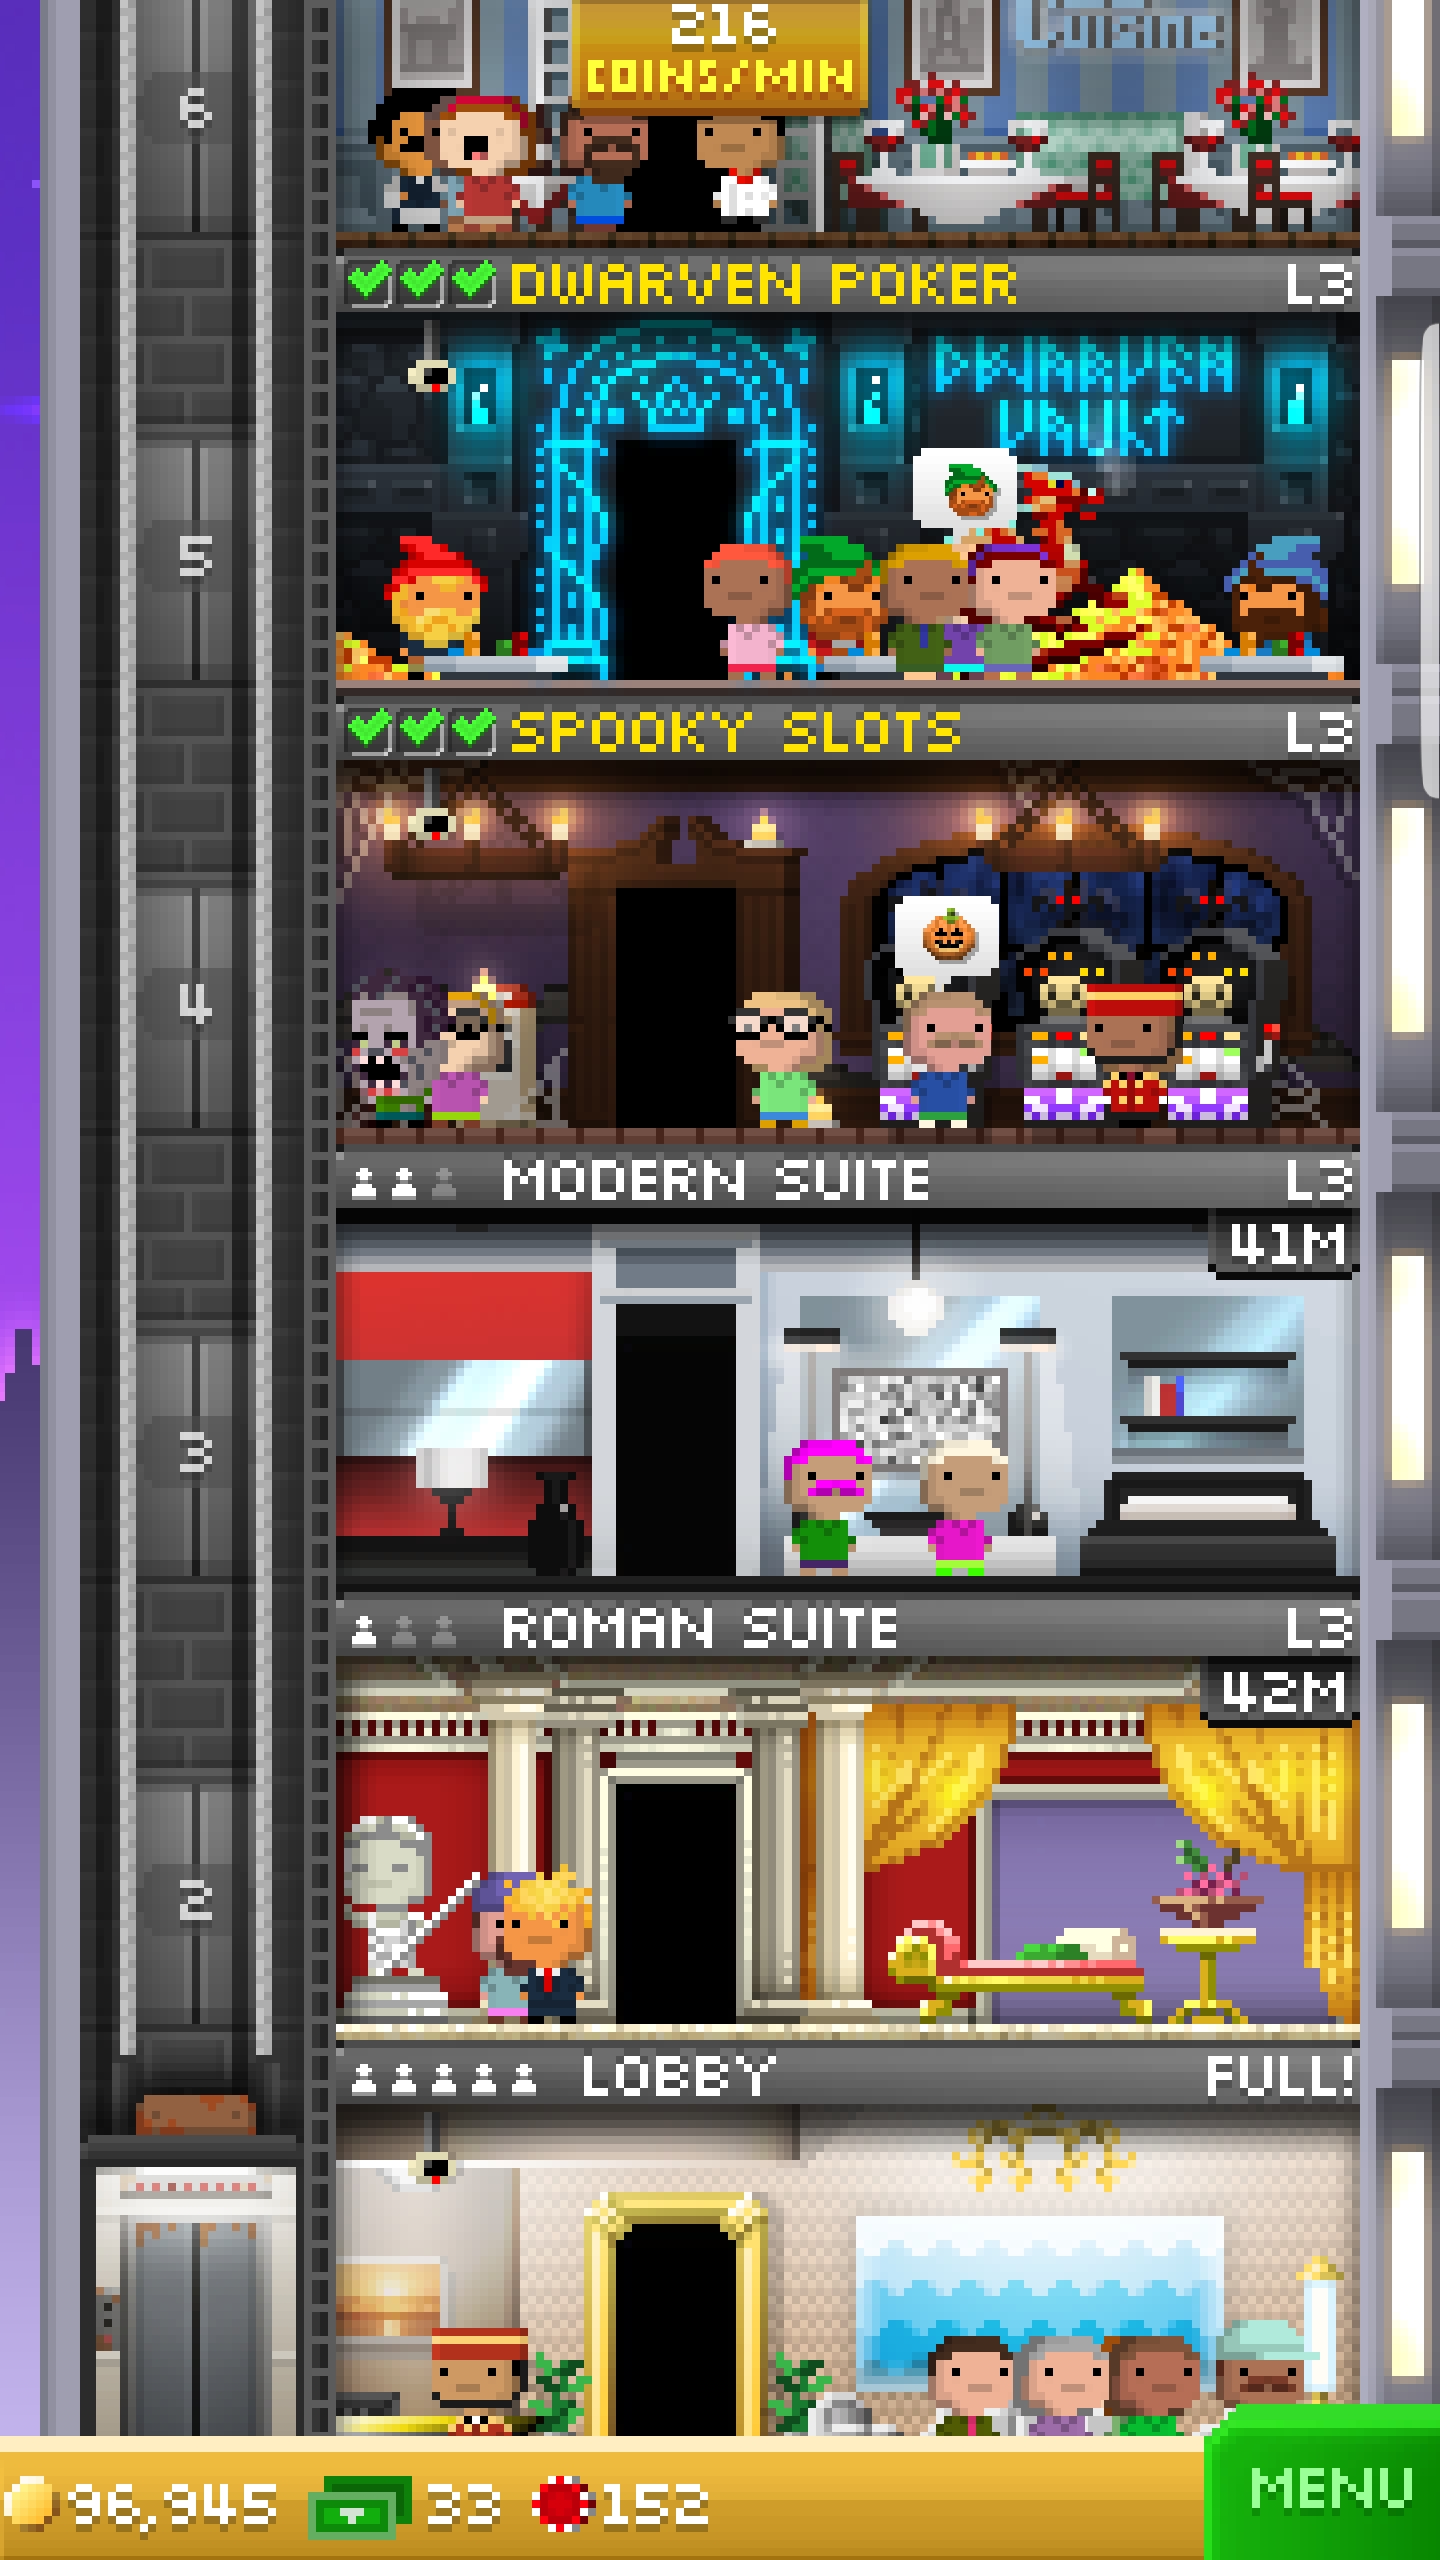 216
COINS/MIN
Cuisine
6
DWARVEN POKER L3
DWARVEN
VAULT
5
SPOOKY SLOTS L3
4
MODERN SUITE L3
41M
3
ROMAN SUITE L3
42M
2
LOBBY FULL!
96,945 33 152
MENU